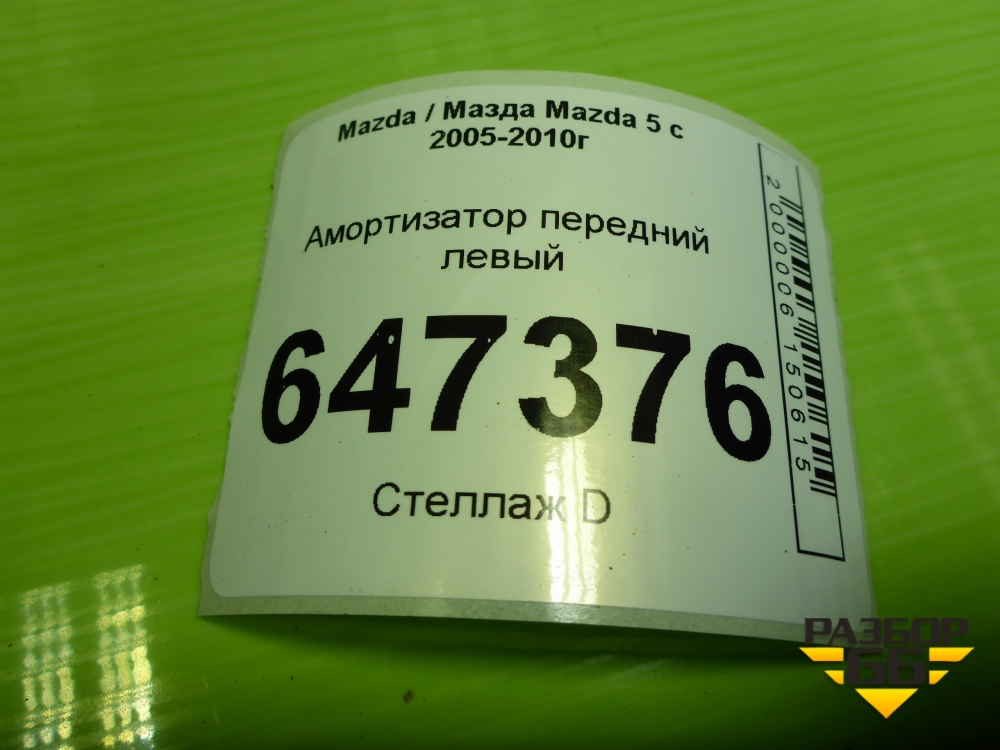 Mazda / Мазда Mazda 5 с
2005-2010г
Амортизатор передний
левый
647376
Стеллаж D
2000006150615
РАЗБОР
66